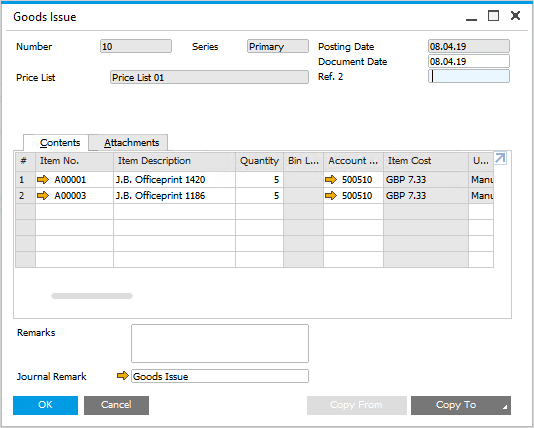 Goods Issue
Number 10 Series Primary Posting Date 08.04.19
Document Date 08.04.19
Price List Price List 01 Ref. 2
Contents Attachments
# Item No. Item Description Quantity Bin L... Account ... Item Cost U...
1 A00001 J.B. Officeprint 1420 5 500510 GBP 7.33 Manu
2 A00003 J.B. Officeprint 1186 5 500510 GBP 7.33 Manu
Remarks
Journal Remark Goods Issue
OK Cancel Copy From Copy To